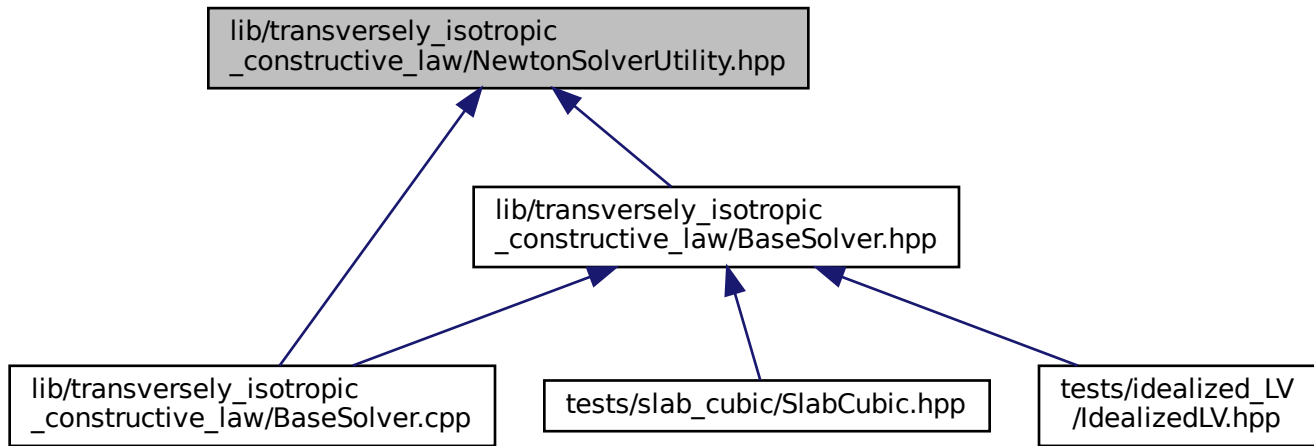 lib/transversely_isotropic
_constructive_law/NewtonSolverUtility.hpp
lib/transversely_isotropic
_constructive_law/BaseSolver.hpp
lib/transversely_isotropic
_constructive_law/BaseSolver.cpp
tests/slab_cubic/SlabCubic.hpp
tests/idealized_LV
/IdealizedLV.hpp